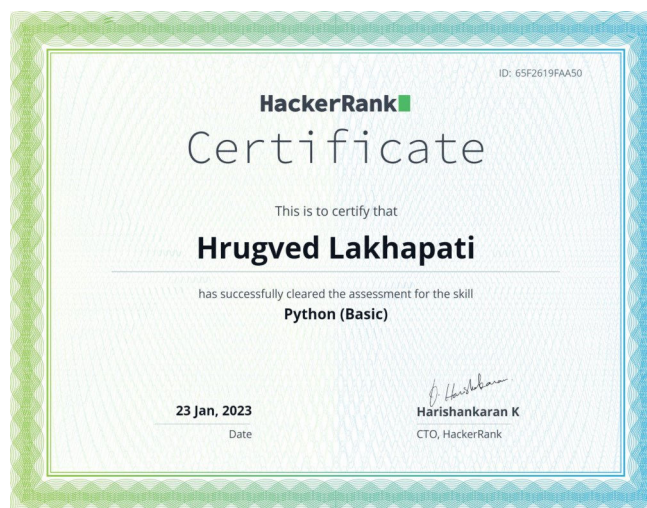 ID: 65F2619FAA50
HackerRank
Certificate
This is to certify that
Hrugved Lakhapati
has successfully cleared the assessment for the skill
Python (Basic)
23 Jan, 2023
Date
Harishankaran K
CTO, HackerRank